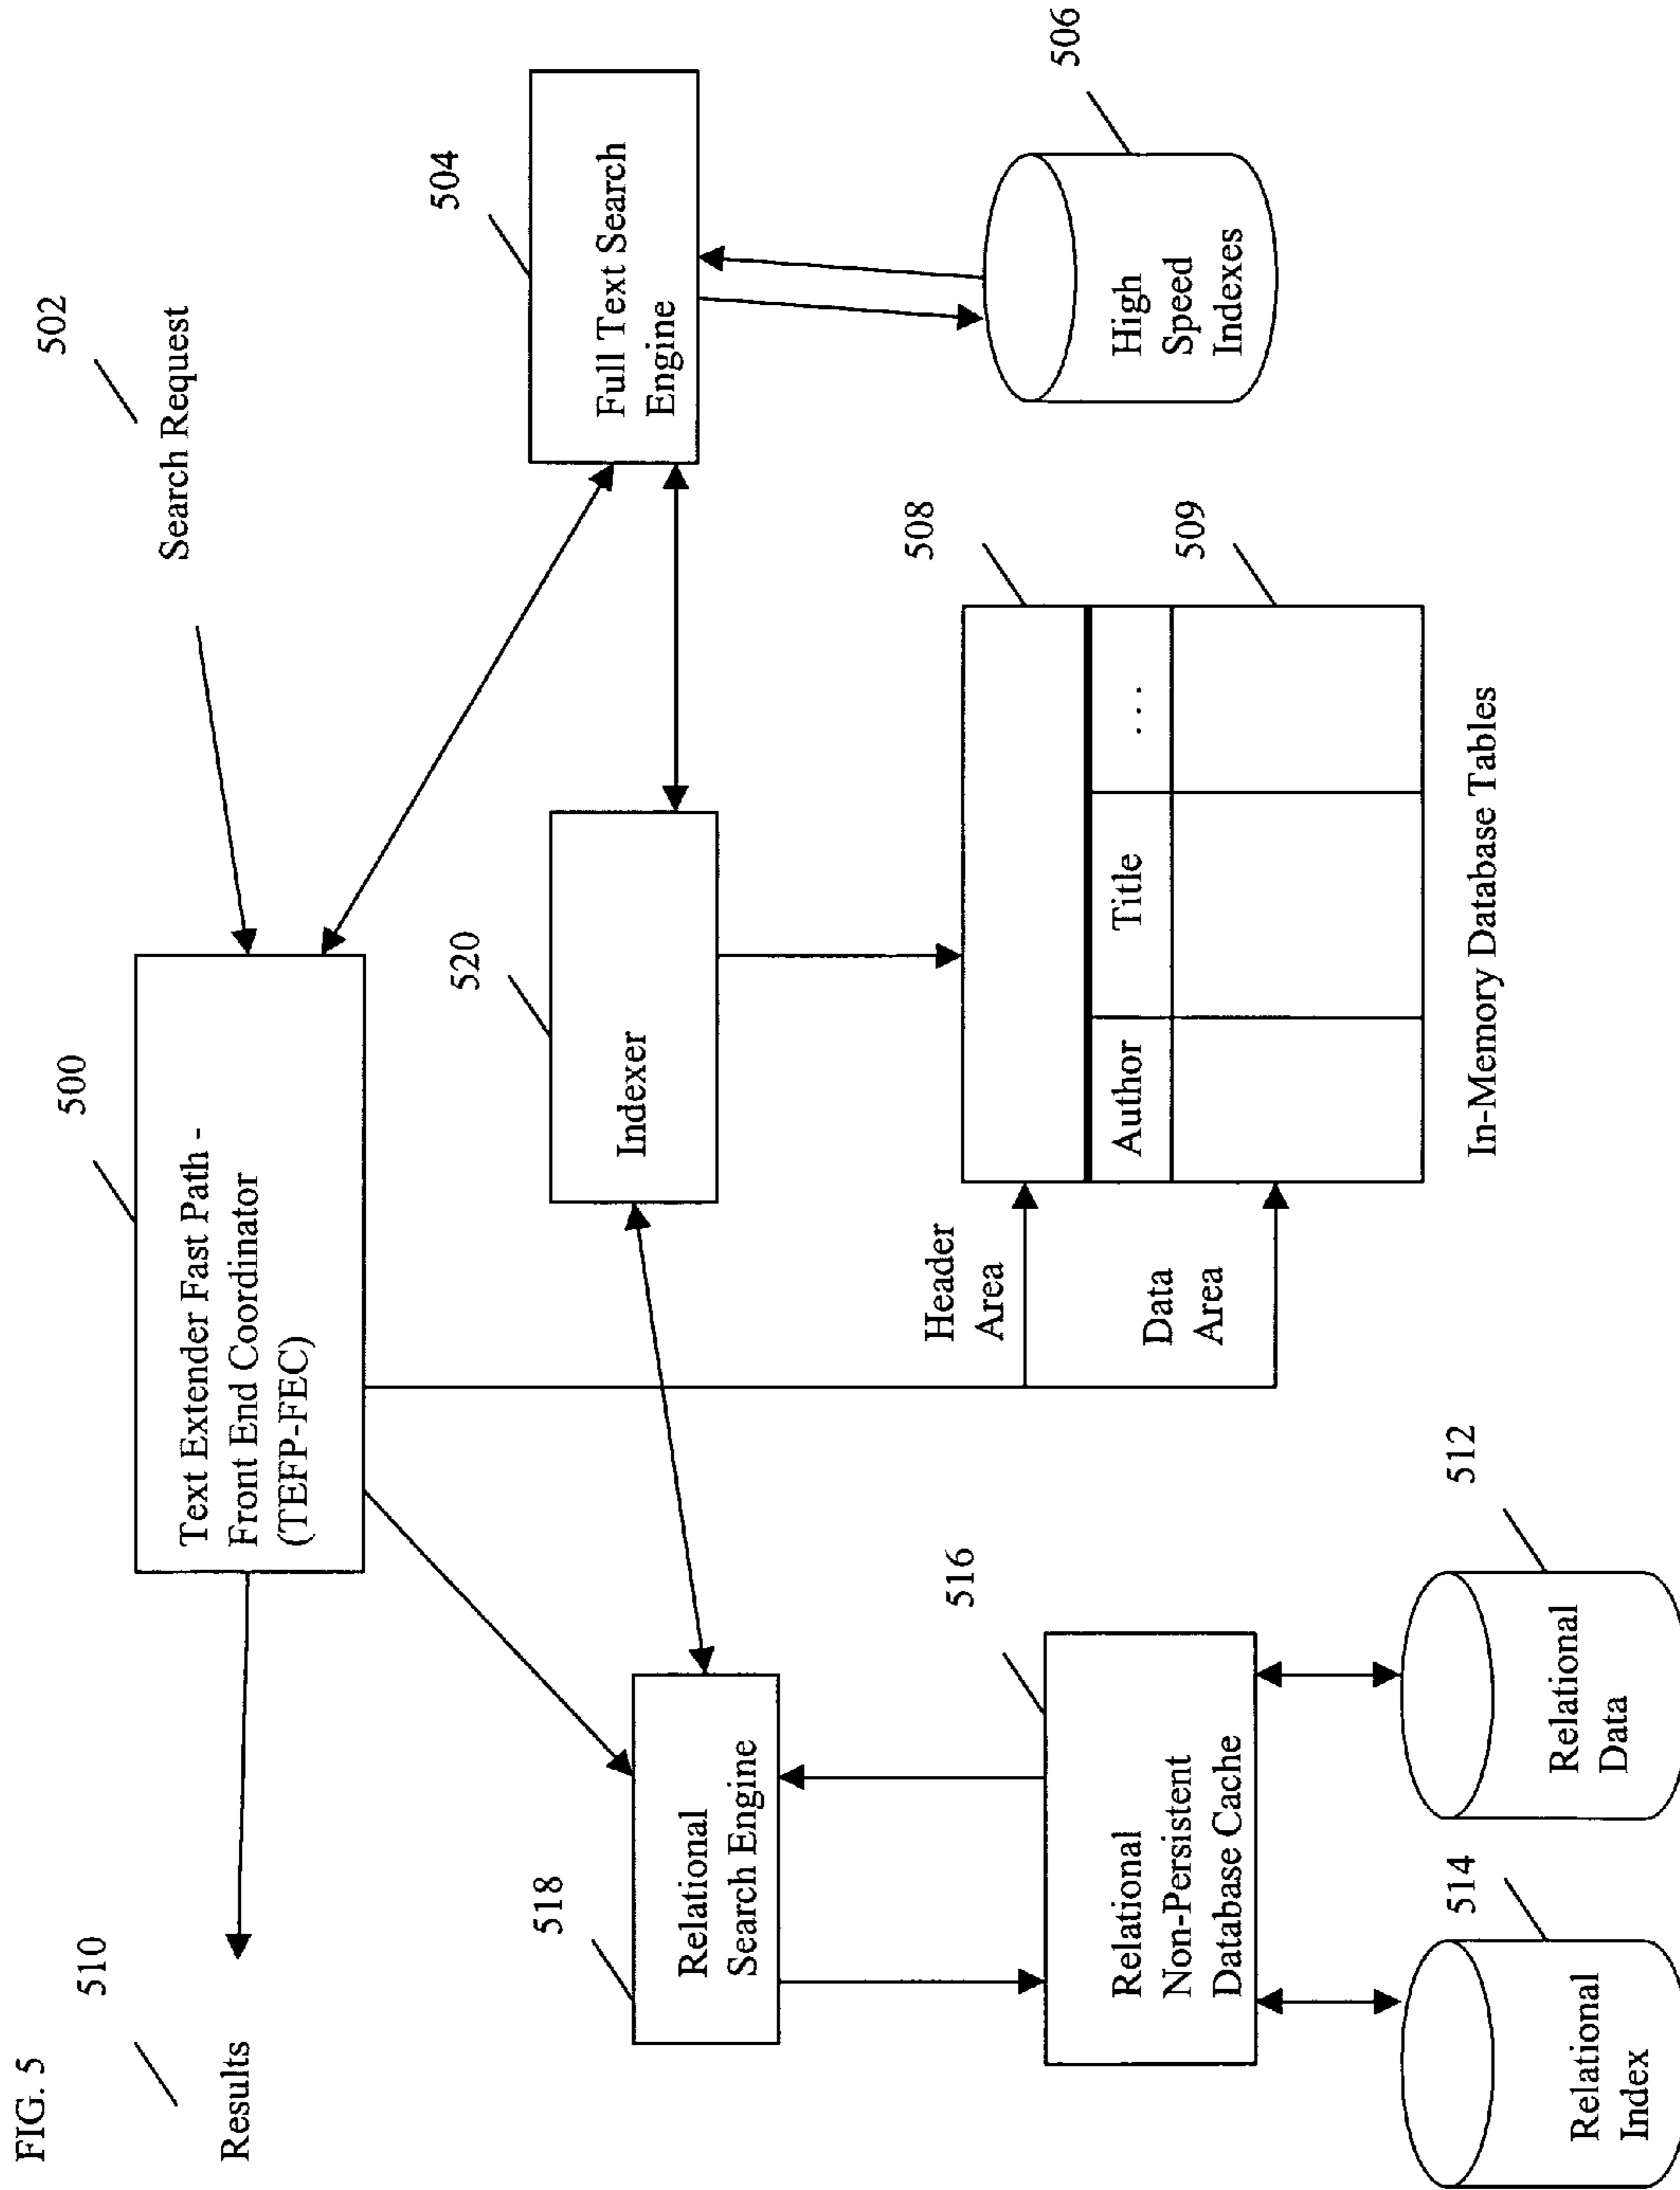 FIG. 5
510
Results
500
Text Extender Fast Path -
Front End Coordinator
(TEFP-FEC)
502
Search Request
518
Relational
Search Engine
520
Indexer
504
Full Text Search
Engine
516
Relational
Non-Persistent
Database Cache
Header
Area
Data
Area
508
Author
Title
...
509
In-Memory Database Tables
High
Speed
Indexes
506
514
Relational
Index
512
Relational
Data